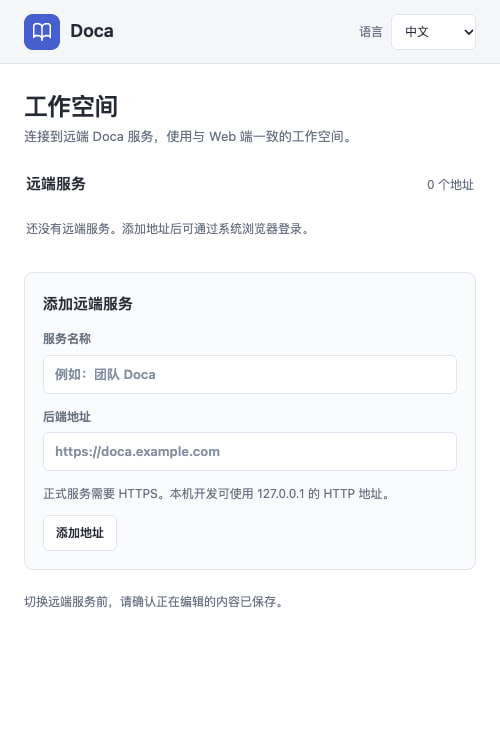 Doca
语言
中文
工作空间
连接到远端 Doca 服务，使用与 Web 端一致的工作空间。
远端服务
0 个地址
还没有远端服务。添加地址后可通过系统浏览器登录。
添加远端服务
服务名称
例如：团队 Doca
后端地址
https://doca.example.com
正式服务需要 HTTPS。本机开发可使用 127.0.0.1 的 HTTP 地址。
添加地址
切换远端服务前，请确认正在编辑的内容已保存。